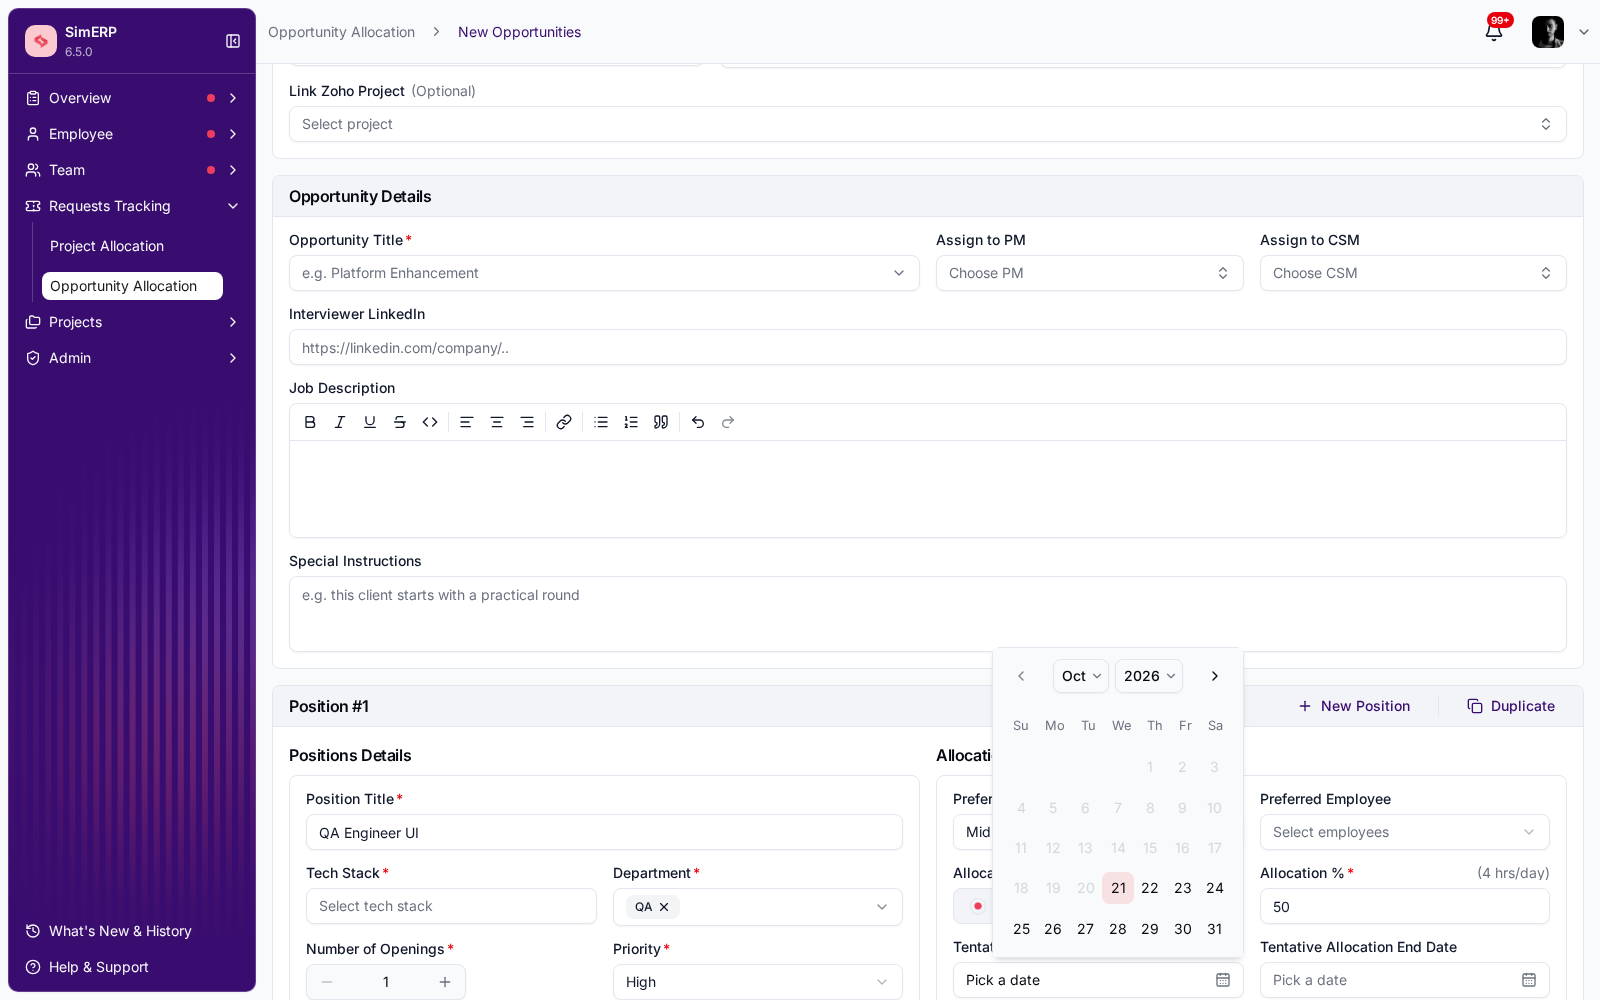 SimERP
6.5.0
Overview
Employee
Team
Requests Tracking
Project Allocation
Opportunity Allocation
Projects
Admin
What's New & History
Help & Support
Opportunity Allocation
New Opportunities
99+
Link Zoho Project (Optional)
Select project
Opportunity Details
Opportunity Title*
Assign to PM
Assign to CSM
e.g. Platform Enhancement
Choose PM
Choose CSM
Interviewer LinkedIn
https://linkedin.com/company/..
Job Description
Special Instructions
e.g. this client starts with a practical round
Position #1
New Position
Duplicate
Oct
2026
Su Mo Tu We Th Fr Sa
1 2 3
4 5 6 7 8 9 10
11 12 13 14 15 16 17
18 19 20 21 22 23 24
25 26 27 28 29 30 31
Positions Details
Position Title*
QA Engineer UI
Tech Stack*
Department*
Select tech stack
QA
Number of Openings*
Priority*
1
High
Preferred Employee
Mid
Select employees
Allocation %*
(4 hrs/day)
50
Tentative Allocation End Date
Pick a date
Pick a date